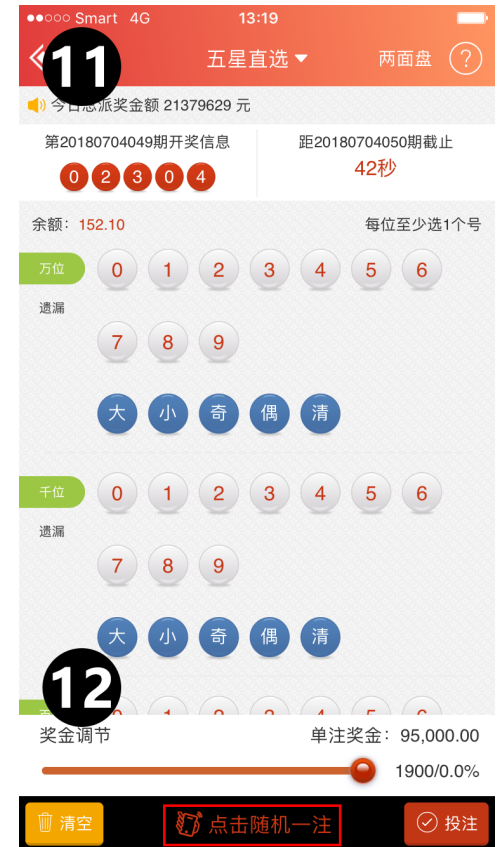 Smart 4G 13:19
11
五星直选 两面盘 ?
今日总派奖金额 21379629 元
第20180704049期开奖信息
0 2 3 0 4
距20180704050期截止
42秒
余额：152.10 每位至少选1个号
万位 0 1 2 3 4 5 6
遗漏
7 8 9
大 小 奇 偶 清
千位 0 1 2 3 4 5 6
遗漏
7 8 9
大 小 奇 偶 清
12
奖金调节 单注奖金：95,000.00
1900/0.0%
清空 点击随机一注 投注